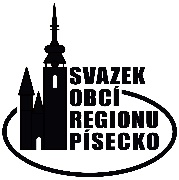 SVAZEK
OBCÍ
REGIONU
PÍSECKO